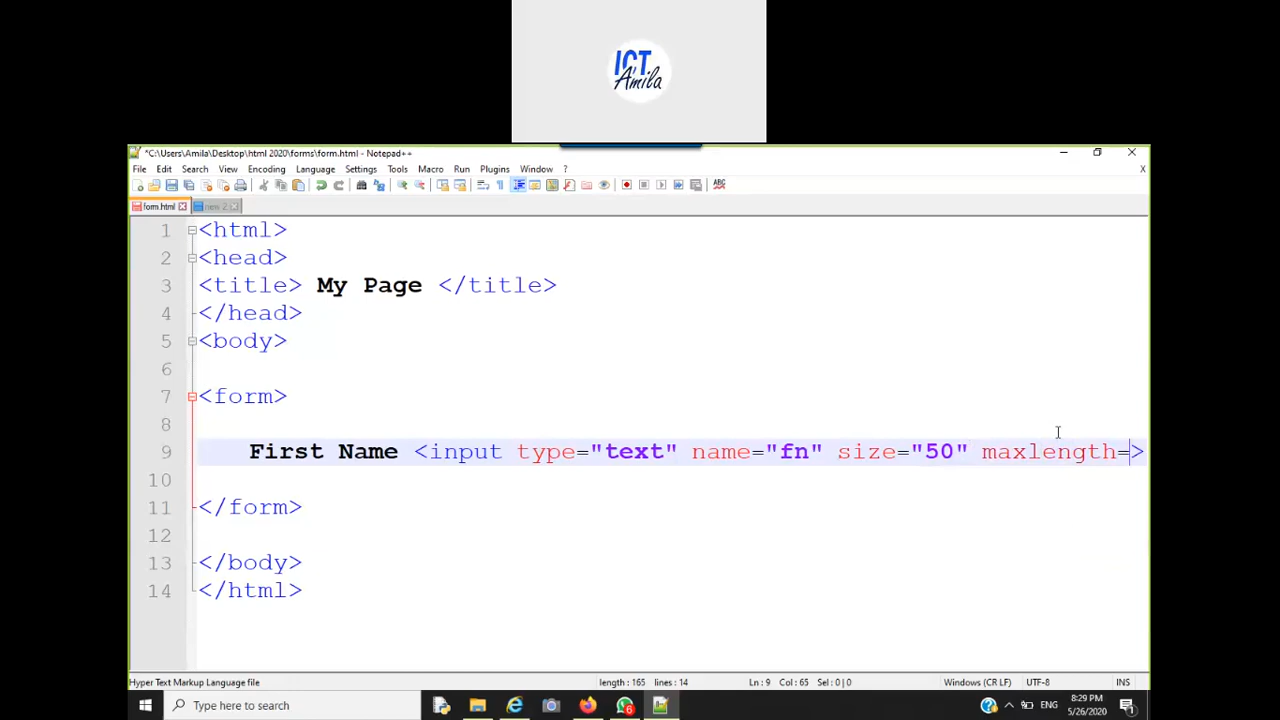 ICT
Amila
*C:\Users\Amila\Desktop\html 2020\forms\form.html - Notepad++
File Edit Search View Encoding Language Settings Tools Macro Run Plugins Window ? X
form.html new 2
1 <html>
2 <head>
3 <title> My Page </title>
4 </head>
5 <body>
6
7 <form>
8
9 First Name <input type="text" name="fn" size="50" maxlength=>
10
11 </form>
12
13 </body>
14 </html>
Hyper Text Markup Language file length : 165 lines : 14 Ln : 9 Col : 65 Sel : 0 | 0 Windows (CR LF) UTF-8 INS
Type here to search 6 ENG 8:29 PM
5/26/2020 1